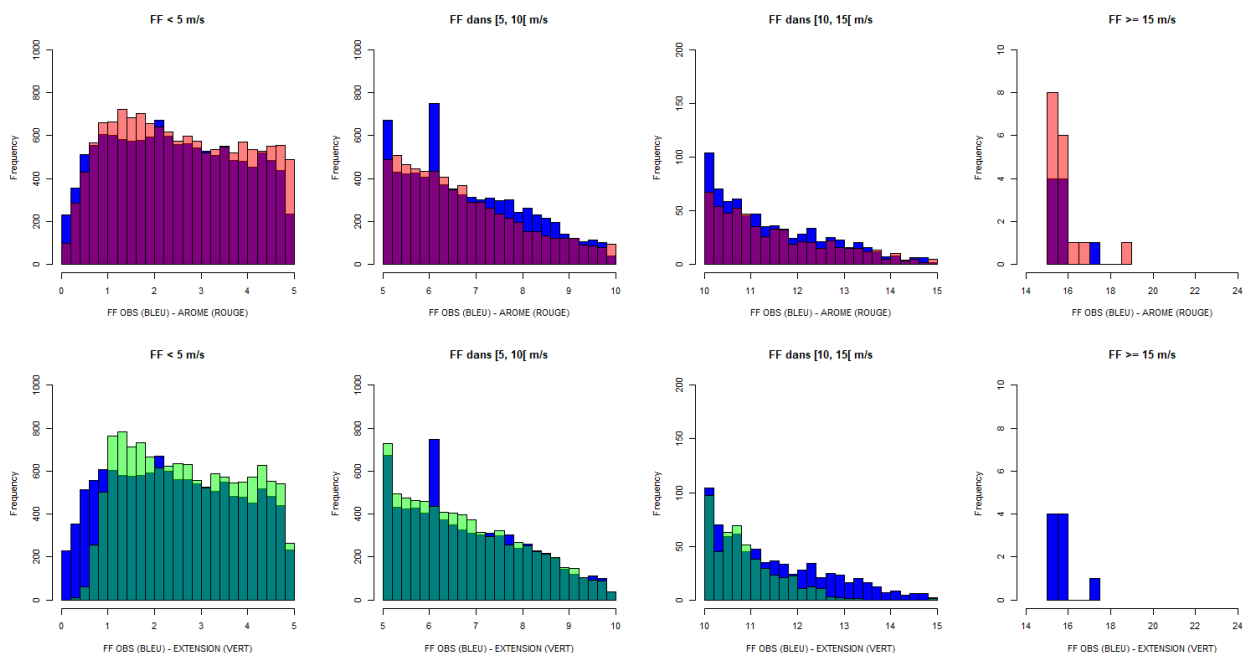 FF < 5 m/s
Frequency
0 200 400 600 800 1000
0 1 2 3 4 5
FF OBS (BLEU) - AROME (ROUGE)
FF dans [5, 10[ m/s
Frequency
0 200 400 600 800 1000
5 6 7 8 9 10
FF OBS (BLEU) - AROME (ROUGE)
FF dans [10, 15[ m/s
Frequency
0 50 100 150 200
10 11 12 13 14 15
FF OBS (BLEU) - AROME (ROUGE)
FF >= 15 m/s
Frequency
0 2 4 6 8 10
14 16 18 20 22 24
FF OBS (BLEU) - AROME (ROUGE)
FF < 5 m/s
Frequency
0 200 400 600 800 1000
0 1 2 3 4 5
FF OBS (BLEU) - EXTENSION (VERT)
FF dans [5, 10[ m/s
Frequency
0 200 400 600 800 1000
5 6 7 8 9 10
FF OBS (BLEU) - EXTENSION (VERT)
FF dans [10, 15[ m/s
Frequency
0 50 100 150 200
10 11 12 13 14 15
FF OBS (BLEU) - EXTENSION (VERT)
FF >= 15 m/s
Frequency
0 2 4 6 8 10
14 16 18 20 22 24
FF OBS (BLEU) - EXTENSION (VERT)